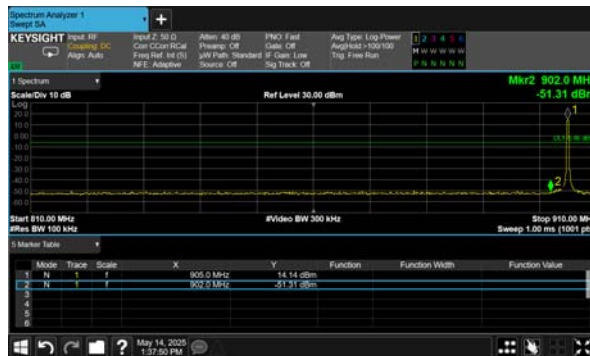 Spectrum Analyzer 1
Swept SA
+
KEYSIGHT Input: RF Input Z: 50 Ω Atten: 40 dB PNO: Fast Avg Type: Log-Power 1 2 3 4 5 6
Coupling: DC Corr CCorr RCal Preamp: Off Gate: Off Avg|Hold:>100/100 M W W W W W
Align: Auto Freq Ref: Int (S) µW Path: Standard IF Gain: Low Trig: Free Run
NFE: Adaptive Source: Off Sig Track: Off P N N N N N
1 Spectrum
Mkr2 902.0 MH
Scale/Div 10 dB Ref Level 30.00 dBm -51.31 dBr
Log
20.0
10.0
0.00
-10.0
-20.0
-30.0
-40.0
-50.0
-60.0
1
2
Start 810.00 MHz #Video BW 300 kHz Stop 910.00 MH
#Res BW 100 kHz Sweep 1.00 ms (1001 pt
5 Marker Table
Mode Trace Scale X Y Function Function Width Function Value
1 N 1 f 905.0 MHz 14.14 dBm
2 N 1 f 902.0 MHz -51.31 dBm
3
4
5
6
? May 14, 2025
1:37:50 PM